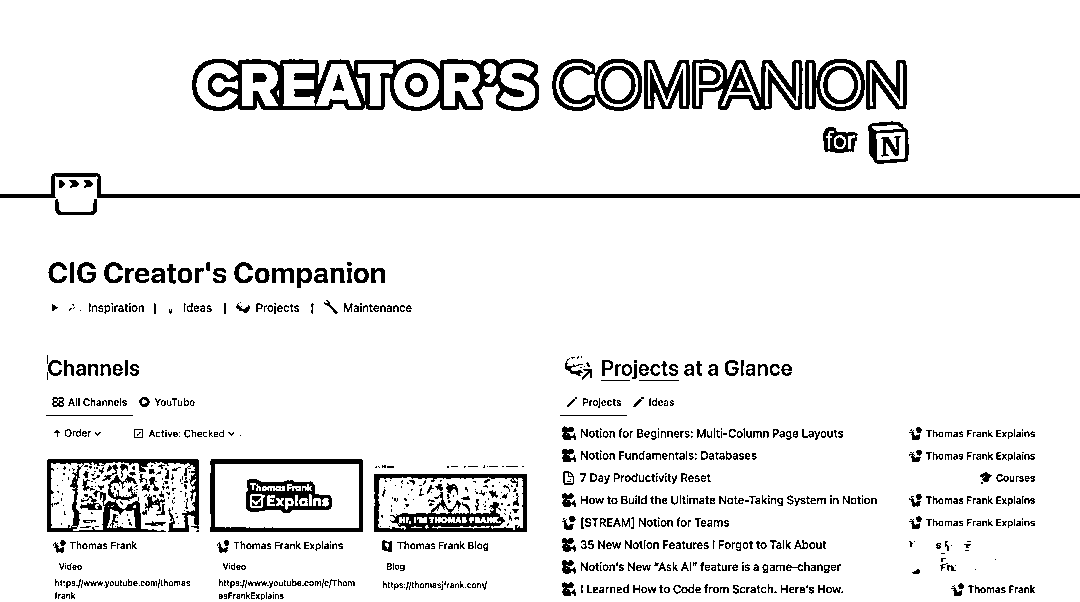 CREATOR'S COMPANION
for N
CIG Creator's Companion
Inspiration | Ideas | Projects | Maintenance
Channels
All Channels YouTube
Order Active: Checked
Thomas Frank Explains
HI, I'M THOMAS FRANK
Thomas Frank Thomas Frank Explains Thomas Frank Blog
Video Video Blog
https://www.youtube.com/thomas https://www.youtube.com/c/Thom https://thomasjfrank.com/
frank asFrankExplains
Projects at a Glance
Projects Ideas
Notion for Beginners: Multi-Column Page Layouts Thomas Frank Explains
Notion Fundamentals: Databases Thomas Frank Explains
7 Day Productivity Reset Courses
How to Build the Ultimate Note-Taking System in Notion Thomas Frank Explains
[STREAM] Notion for Teams Thomas Frank Explains
35 New Notion Features I Forgot to Talk About
Notion's New "Ask AI" feature is a game-changer
I Learned How to Code from Scratch. Here's How. Thomas Frank